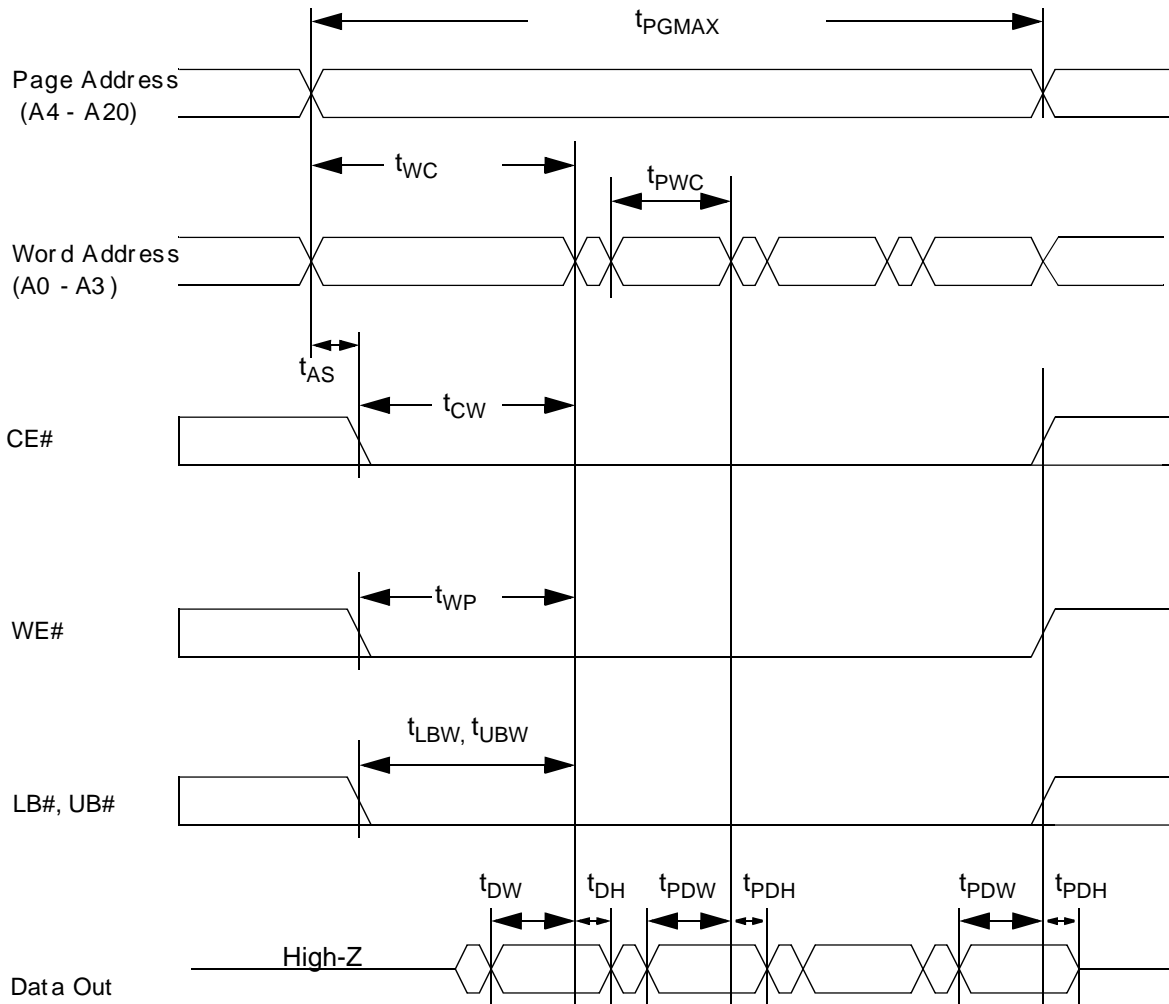 tPGMAX
Page Address
(A4 - A20)
tWC
tPWC
Word Address
(A0 - A3)
tAS
tCW
CE#
tWP
WE#
tLBW, tUBW
LB#, UB#
tDW tDH tPDW tPDH tPDW tPDH
High-Z
Data Out